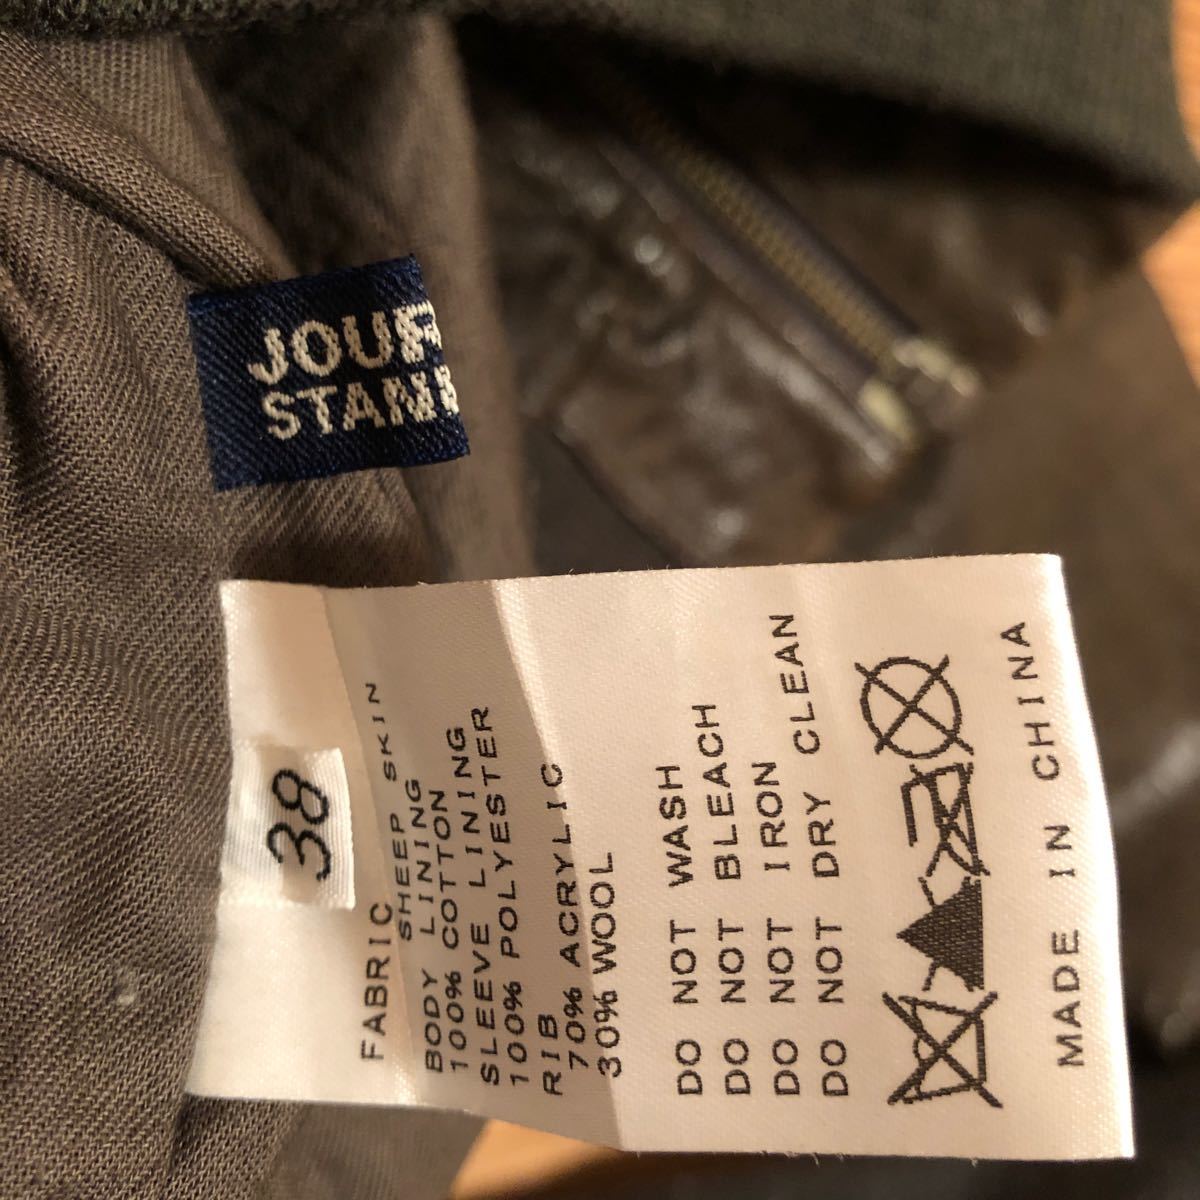 JOUR
STAN
38
FABRIC
SHEEP SKIN
BODY LINING
100% COTTON
SLEEVE LINING
100% POLYESTER
RIB
70% ACRYLIC
30% WOOL
DO NOT WASH
DO NOT BLEACH
DO NOT IRON
DO NOT DRY CLEAN
MADE IN CHINA